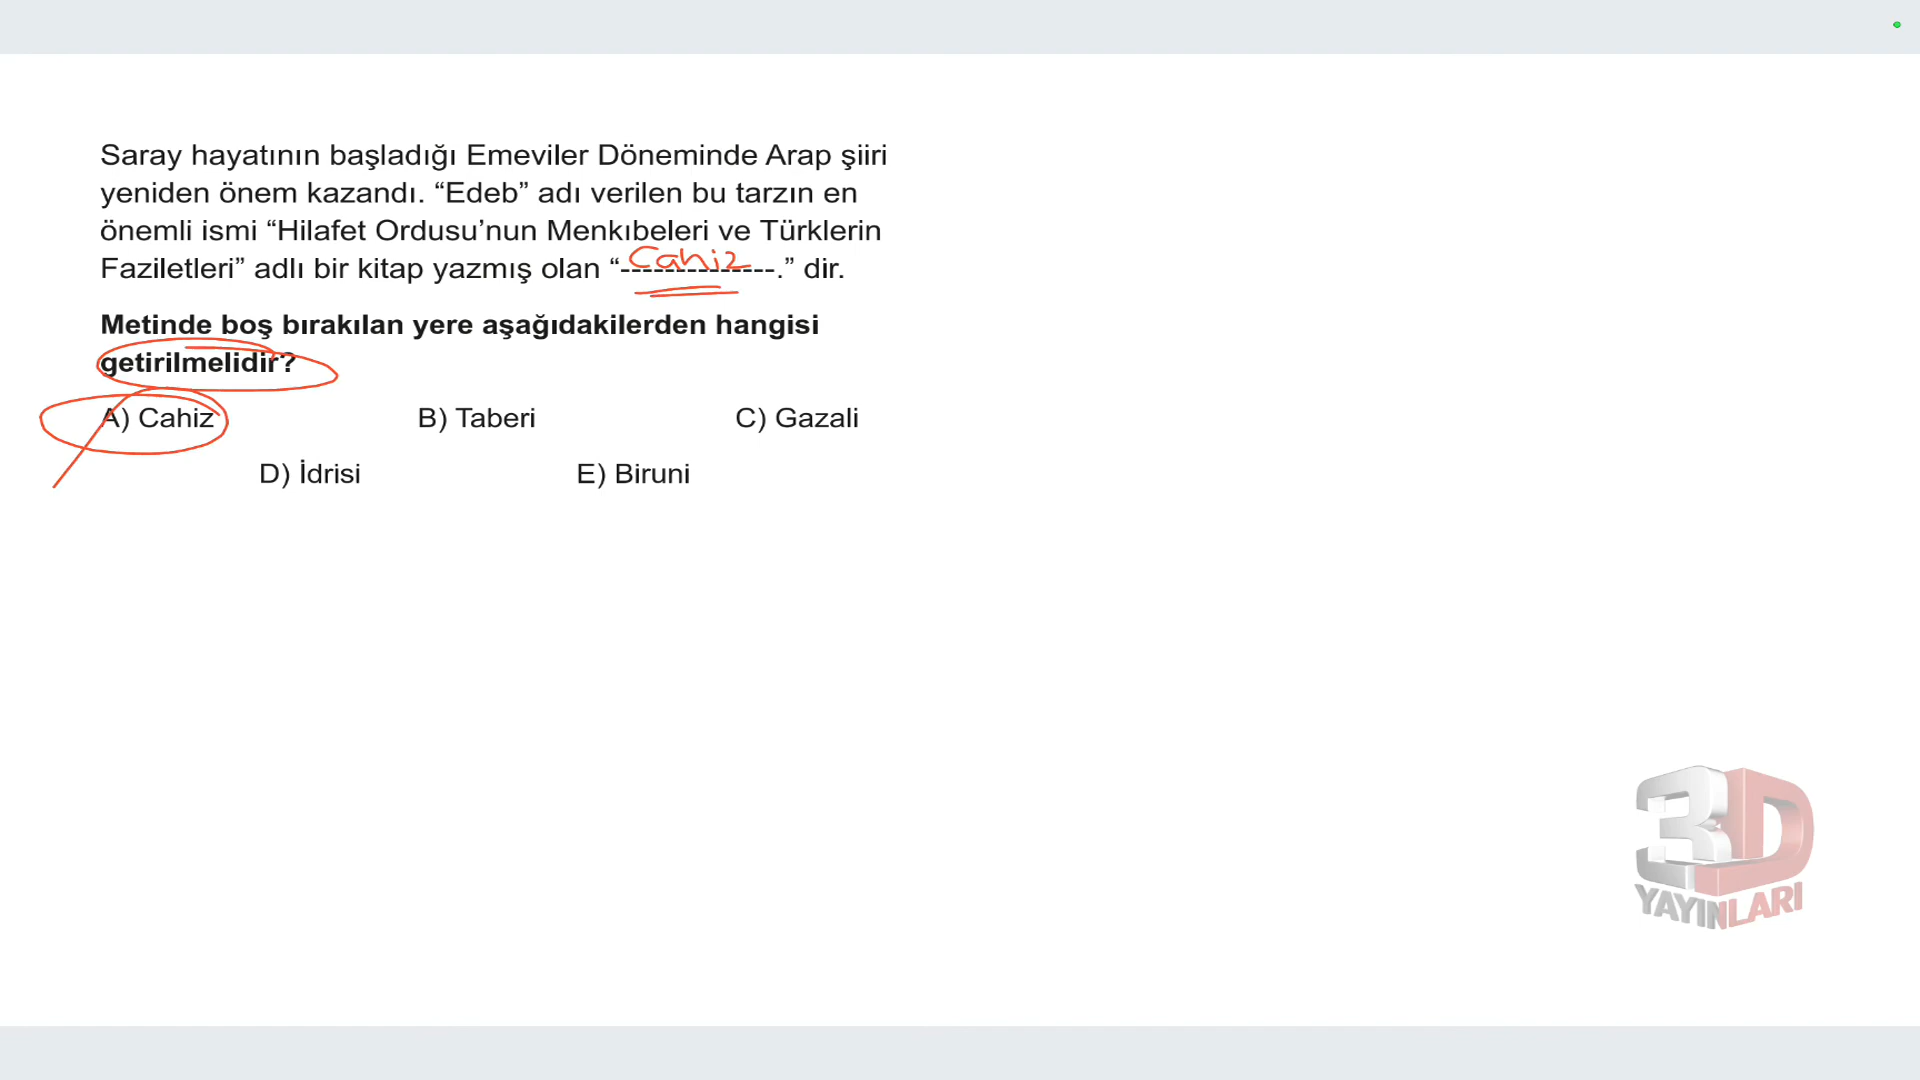 Saray hayatının başladığı Emeviler Döneminde Arap şiiri
yeniden önem kazandı. “Edeb” adı verilen bu tarzın en
önemli ismi “Hilafet Ordusu’nun Menkıbeleri ve Türklerin
Cahiz
Faziletleri” adlı bir kitap yazmış olan “--------------.” dir.
Metinde boş bırakılan yere aşağıdakilerden hangisi
getirilmelidir?
A) Cahiz B) Taberi C) Gazali
D) İdrisi E) Biruni
3D
YAYINLARI